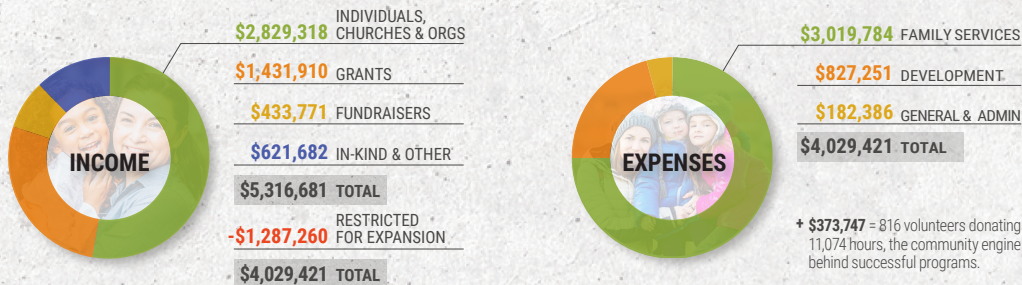 INDIVIDUALS,
$2,829,318 CHURCHES & ORGS
$1,431,910 GRANTS
$433,771 FUNDRAISERS
$621,682 IN-KIND & OTHER
$5,316,681 TOTAL
RESTRICTED
-$1,287,260 FOR EXPANSION
$4,029,421 TOTAL
INCOME
$3,019,784 FAMILY SERVICES
$827,251 DEVELOPMENT
$182,386 GENERAL & ADMIN
$4,029,421 TOTAL
EXPENSES
+ $373,747 = 816 volunteers donating
11,074 hours, the community engine
behind successful programs.